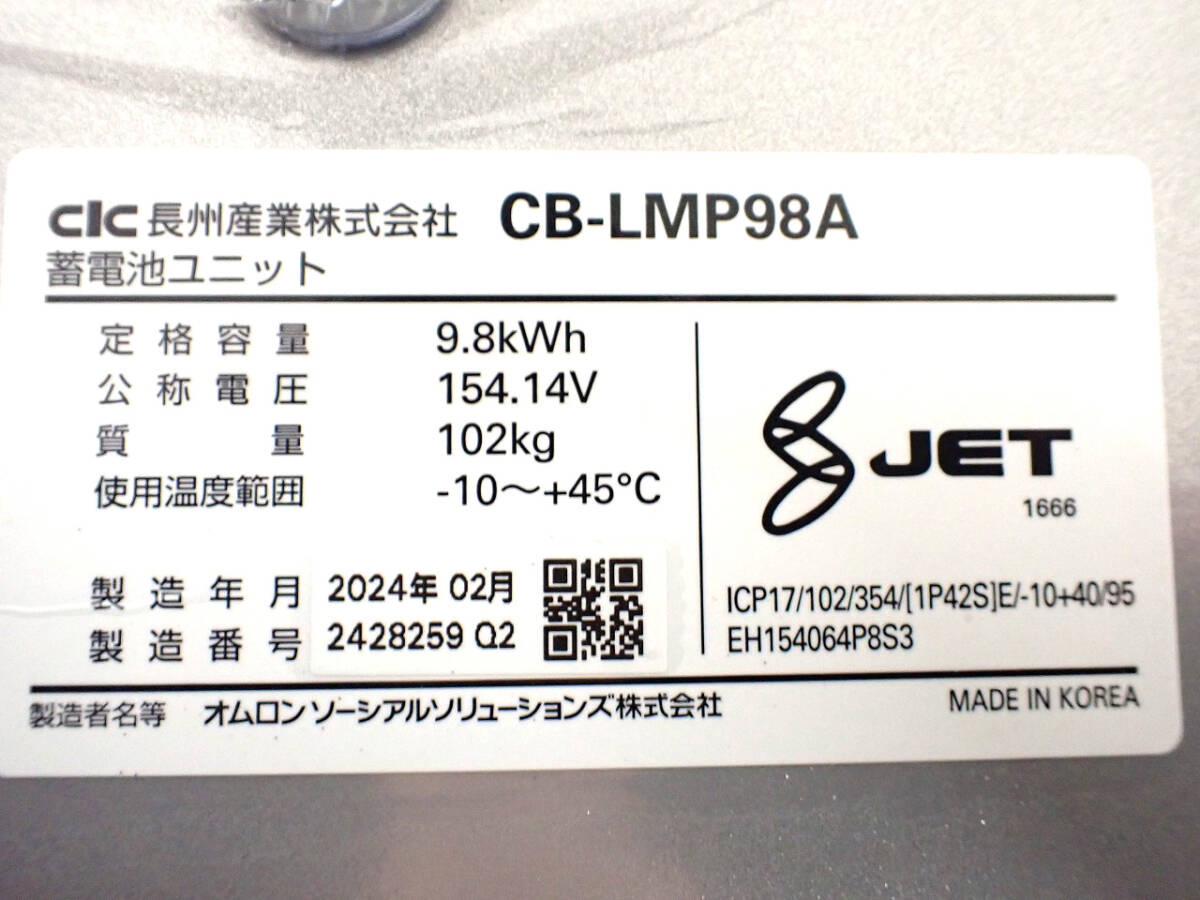 CIC 長州産業株式会社 CB-LMP98A
蓄電池ユニット
定格容量 9.8kWh
公称電圧 154.14V
質量 102kg
使用温度範囲 -10～+45°C
製造年月 2024年 02月
製造番号 2428259 Q2
JET
1666
ICP17/102/354/[1P42S]E/-10+40/95
EH154064P8S3
製造者名等 オムロン ソーシアルソリューションズ株式会社
MADE IN KOREA